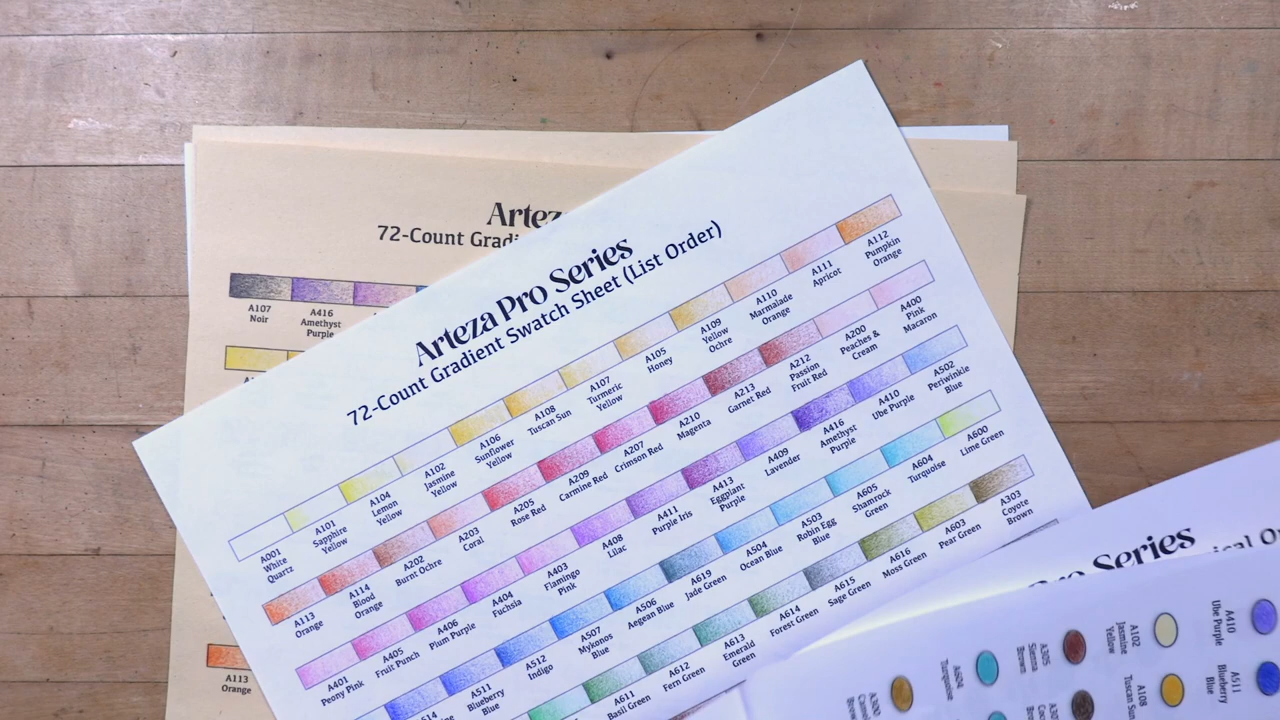 Artez
72-Count Gradi
A107
Noir
A416
Amethyst
Purple
A113
Orange
Arteza Pro Series
72-Count Gradient Swatch Sheet (List Order)
A001
White
Quartz
A101
Sapphire
Yellow
A104
Lemon
Yellow
A102
Jasmine
Yellow
A106
Sunflower
Yellow
A108
Tuscan Sun
A107
Turmeric
Yellow
A105
Honey
A109
Yellow
Ochre
A110
Marmalade
Orange
A111
Apricot
A112
Pumpkin
Orange
A113
Orange
A114
Blood
Orange
A202
Burnt Ochre
A203
Coral
A205
Rose Red
A209
Carmine Red
A207
Crimson Red
A210
Magenta
A213
Garnet Red
A212
Passion
Fruit Red
A200
Peaches &
Cream
A400
Pink
Macaron
A401
Peony Pink
A405
Fruit Punch
A406
Plum Purple
A404
Fuchsia
A403
Flamingo
Pink
A408
Lilac
A411
Purple Iris
A413
Eggplant
Purple
A409
Lavender
A416
Amethyst
Purple
A410
Ube Purple
A502
Periwinkle
Blue
A511
Blueberry
Blue
A512
Indigo
A507
Mykonos
Blue
A506
Aegean Blue
A619
Jade Green
A504
Ocean Blue
A503
Robin Egg
Blue
A605
Shamrock
Green
A604
Turquoise
A600
Lime Green
A611
Basil Green
A612
Fern Green
A613
Emerald
Green
A614
Forest Green
A615
Sage Green
A616
Moss Green
A603
Pear Green
A303
Coyote
Brown
Pro Series
ical O
A410
Ube Purple
A102
Jasmine
Yellow
A305
Sienna
Brown
A604
Turquoise
A511
Blueberry
Blue
A108
Tuscan Su